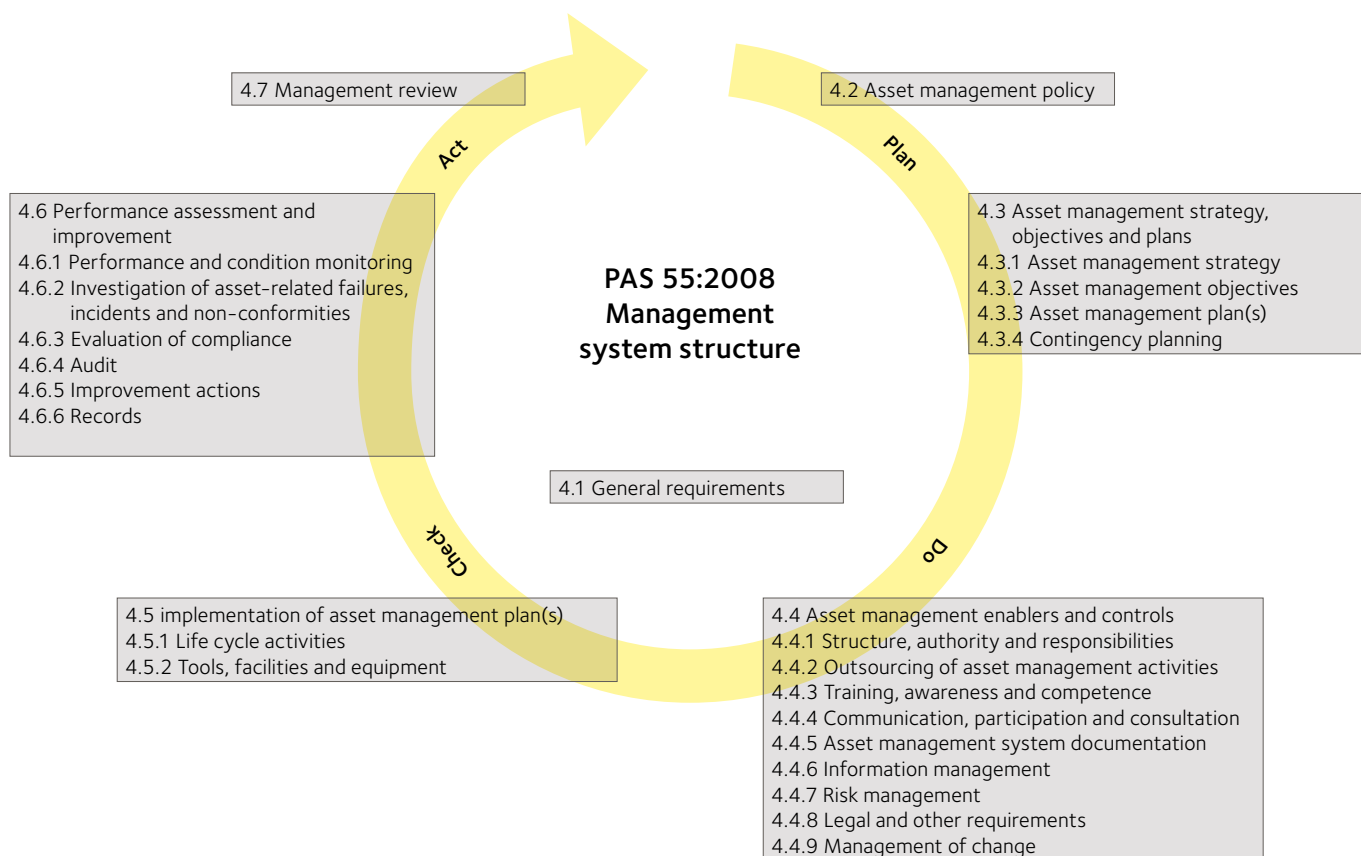 4.7 Management review
4.2 Asset management policy
Act
Plan
4.6 Performance assessment and
improvement
4.6.1 Performance and condition monitoring
4.6.2 Investigation of asset-related failures,
incidents and non-conformities
4.6.3 Evaluation of compliance
4.6.4 Audit
4.6.5 Improvement actions
4.6.6 Records
PAS 55:2008
Management
system structure
4.3 Asset management strategy,
objectives and plans
4.3.1 Asset management strategy
4.3.2 Asset management objectives
4.3.3 Asset management plan(s)
4.3.4 Contingency planning
4.1 General requirements
Check
Do
4.5 implementation of asset management plan(s)
4.5.1 Life cycle activities
4.5.2 Tools, facilities and equipment
4.4 Asset management enablers and controls
4.4.1 Structure, authority and responsibilities
4.4.2 Outsourcing of asset management activities
4.4.3 Training, awareness and competence
4.4.4 Communication, participation and consultation
4.4.5 Asset management system documentation
4.4.6 Information management
4.4.7 Risk management
4.4.8 Legal and other requirements
4.4.9 Management of change